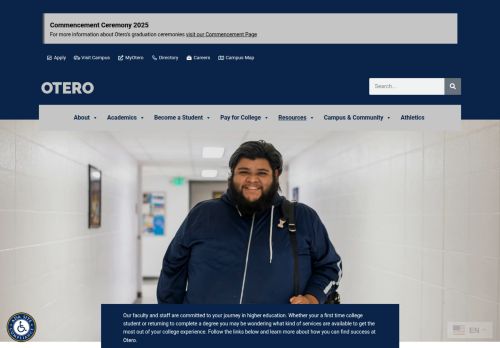 Commencement Ceremony 2025
For more information about Otero's graduation ceremonies visit our Commencement Page
Apply Visit Campus MyOtero Directory Careers Campus Map
OTERO
Search...
About Academics Become a Student Pay for College Resources Campus & Community Athletics
Our faculty and staff are committed to your journey in higher education. Whether your a first time college
student or returning to complete a degree you may be wondering what kind of services are available to get the
most out of your college experience. Follow the links below and learn more about how you can find success at
Otero.
EN